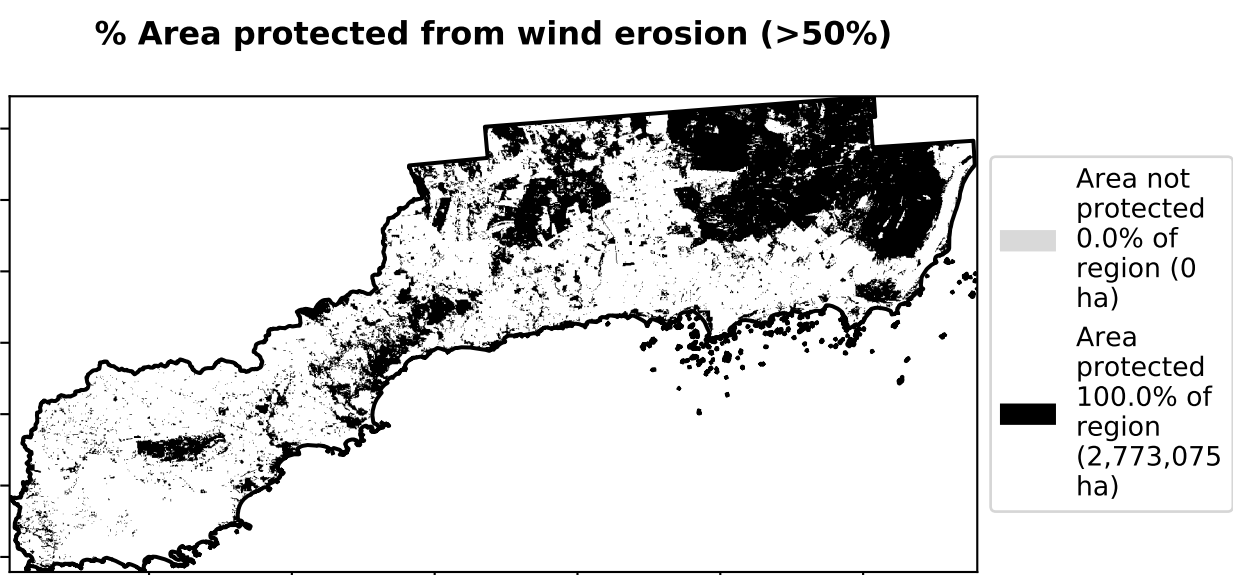 % Area protected from wind erosion (>50%)
Area not
protected
0.0% of
region (0
ha)
Area
protected
100.0% of
region
(2,773,075
ha)